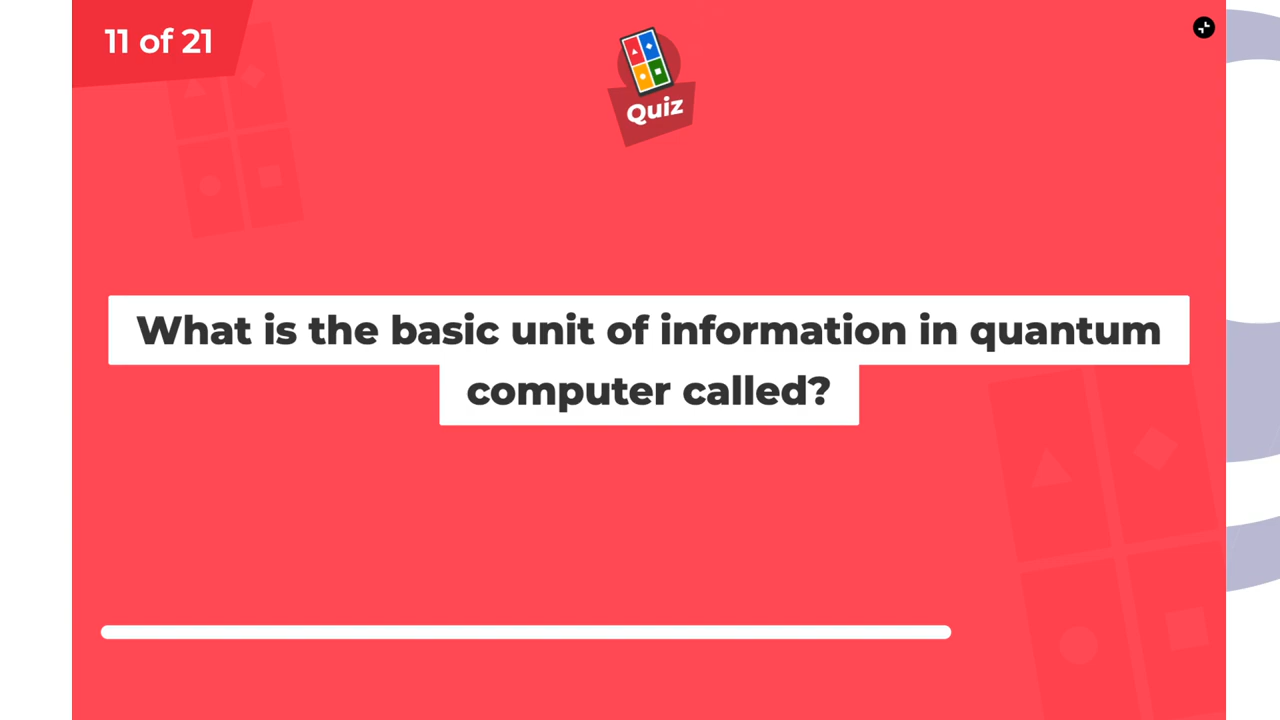 11 of 21
Quiz
What is the basic unit of information in quantum
computer called?